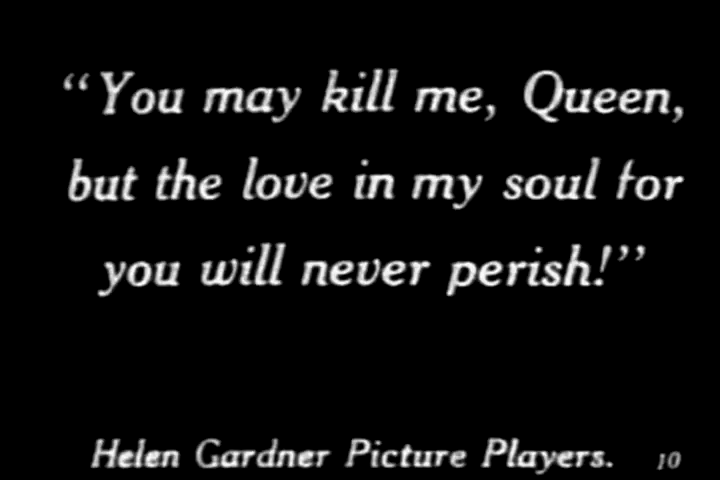 “You may kill me, Queen,
but the love in my soul for
you will never perish!”
Helen Gardner Picture Players. 10